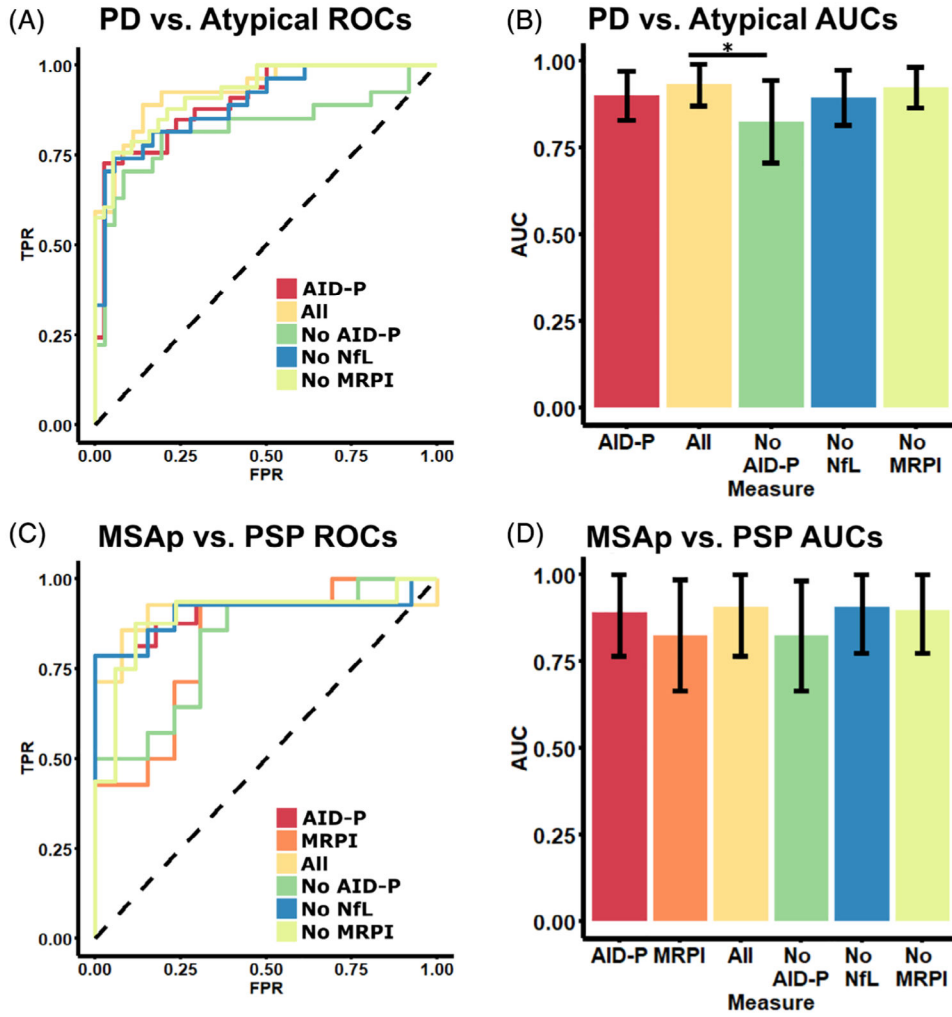 (A) PD vs. Atypical ROCs
1.00
0.75
0.50
0.25
0.00
TPR
AID-P
All
No AID-P
No NfL
No MRPI
0.00 0.25 0.50 0.75 1.00
FPR
(B) PD vs. Atypical AUCs
*
1.00
0.75
0.50
0.25
0.00
AUC
AID-P All No No No
AID-P NfL MRPI
Measure
(C) MSAp vs. PSP ROCs
1.00
0.75
0.50
0.25
0.00
TPR
AID-P
MRPI
All
No AID-P
No NfL
No MRPI
0.00 0.25 0.50 0.75 1.00
FPR
(D) MSAp vs. PSP AUCs
1.00
0.75
0.50
0.25
0.00
AUC
AID-P MRPI All No No No
AID-P NfL MRPI
Measure